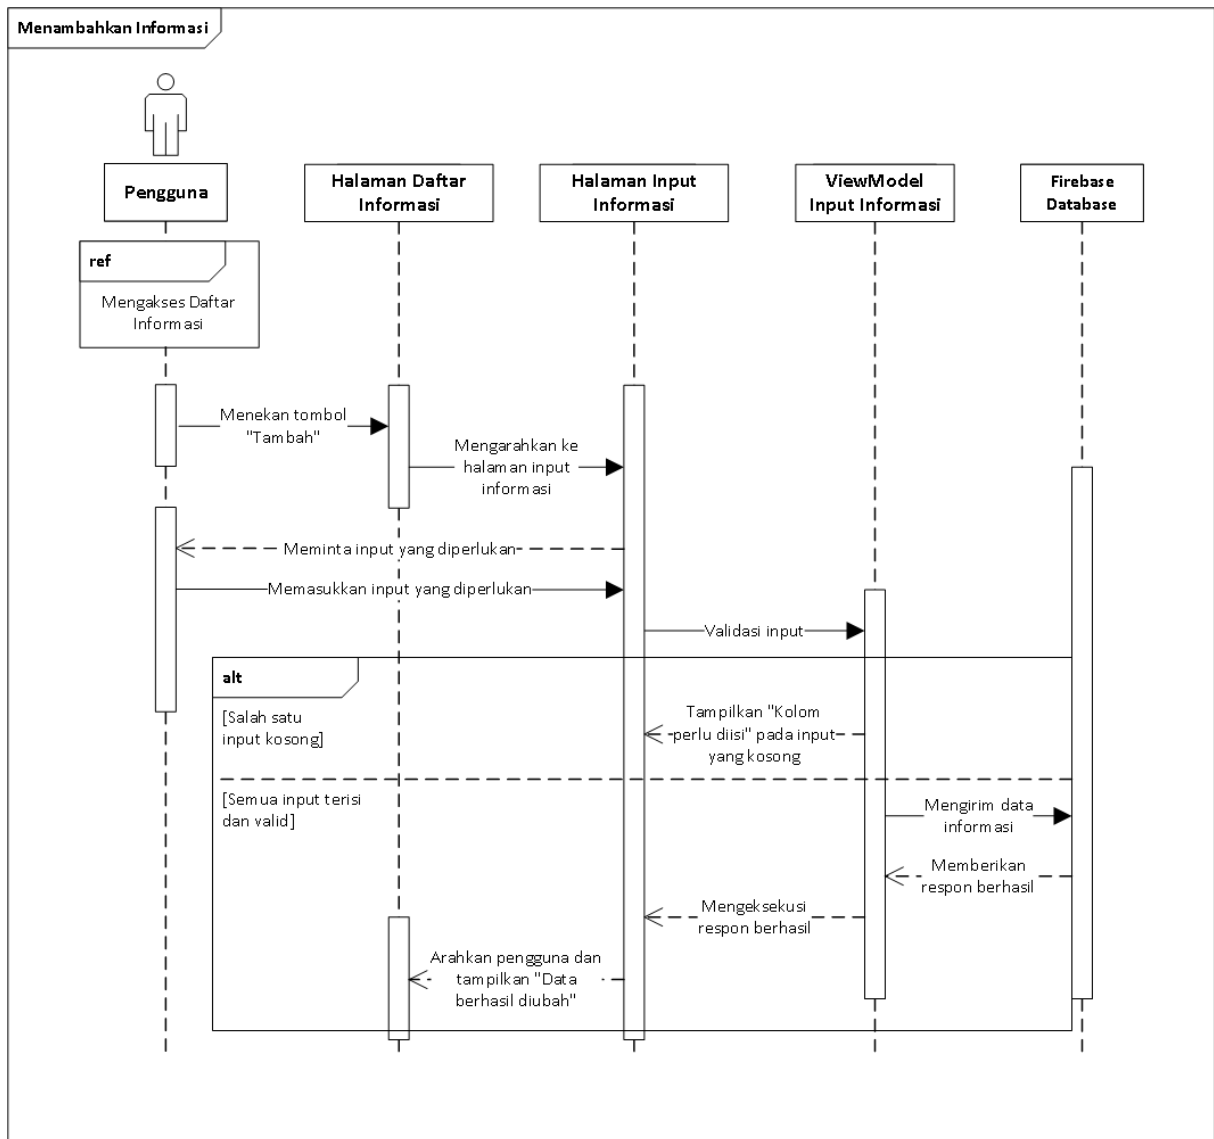 Menambahkan Informasi
Pengguna
Halaman Daftar
Informasi
Halaman Input
Informasi
ViewModel
Input Informasi
Firebase
Database
ref
Mengakses Daftar
Informasi
Menekan tombol
"Tambah"
Mengarahkan ke
halaman input
informasi
Meminta input yang diperlukan
Memasukkan input yang diperlukan
Validasi input
alt
[Salah satu
input kosong]
Tampilkan "Kolom
perlu diisi" pada input
yang kosong
[Semua input terisi
dan valid]
Mengirim data
informasi
Memberikan
respon berhasil
Mengeksekusi
respon berhasil
Arahkan pengguna dan
tampilkan "Data
berhasil diubah"